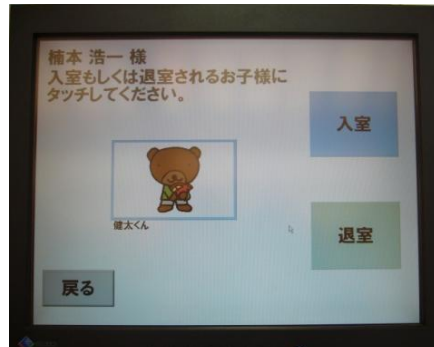 楠本 浩一 様
入室もしくは退室されるお子様に
タッチしてください。
入室
健太くん
退室
戻る